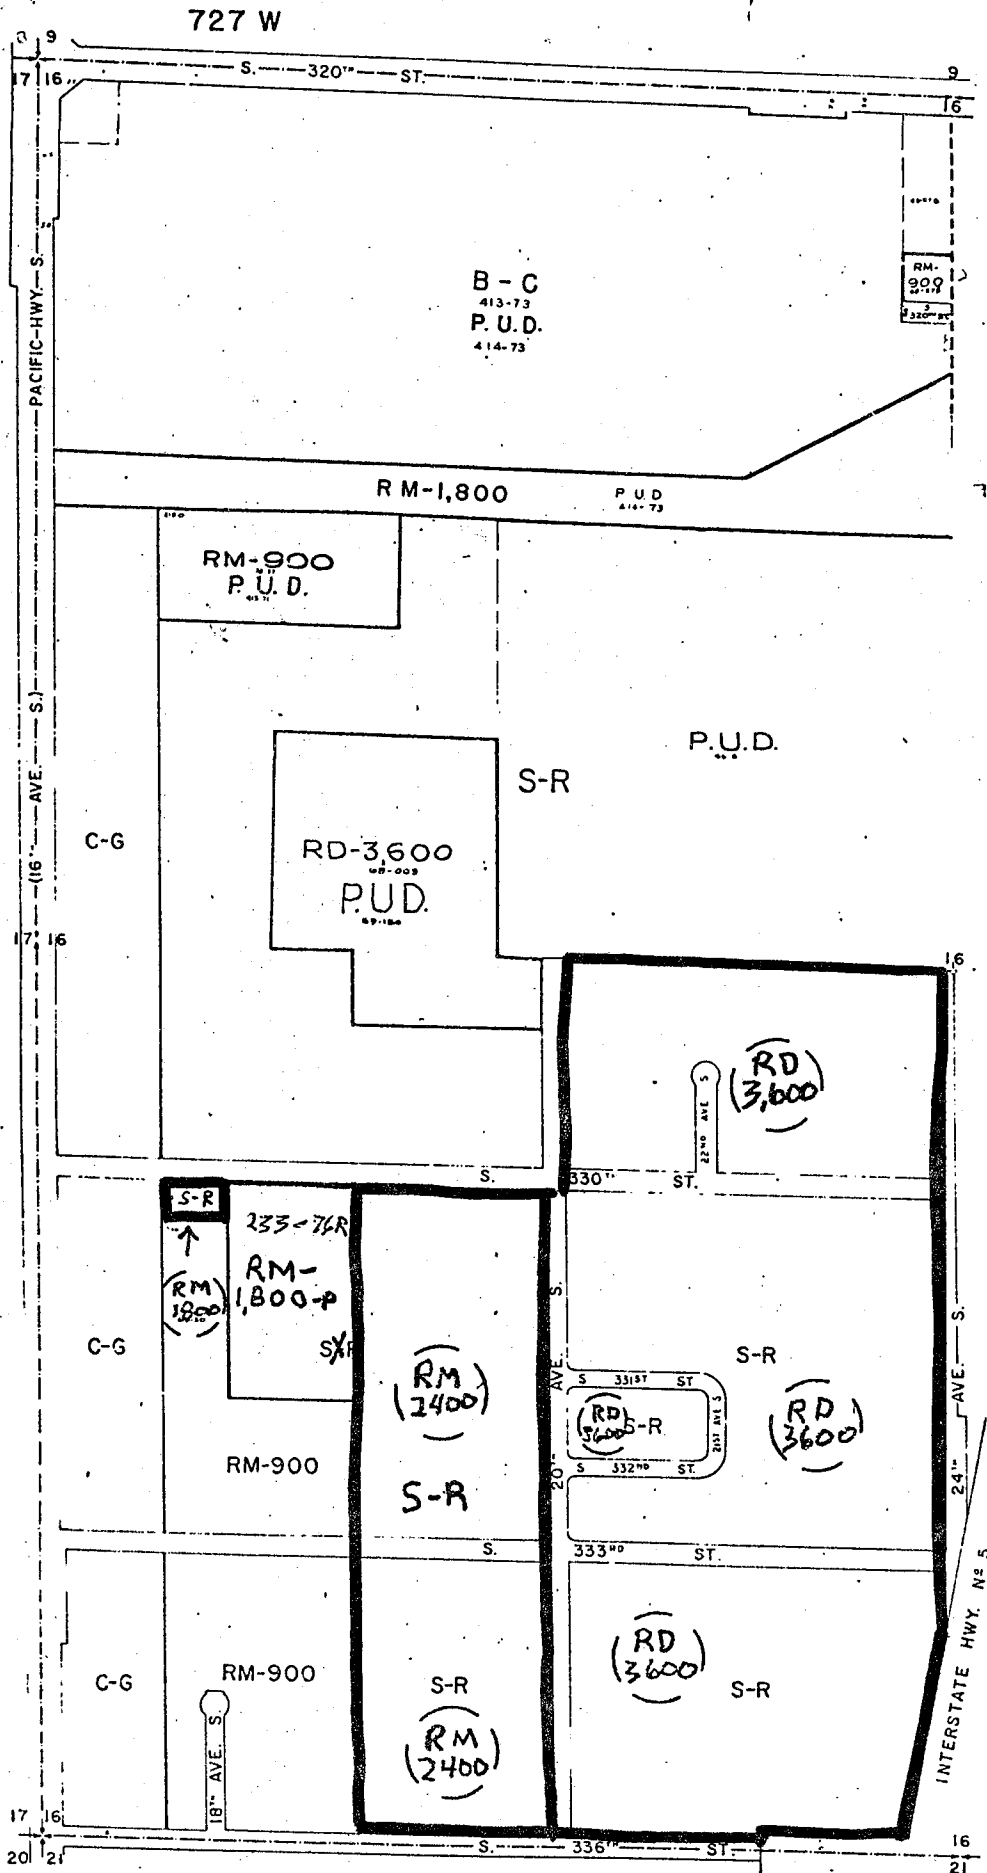 727 W
9
S. 320TH ST.
9
17 16
16
B - C
413-73
P. U. D.
414-73
RM-
900
S 320TH ST.
PACIFIC HWY. S.
(16TH AVE. S.)
RM-1,800
P U D
414-73
RM-900
P. U. D.
P.U.D.
S-R
C-G
RD-3,600
P.U.D.
17 16
16
(RD
3,600)
22ND AVE S
S. 330TH ST.
S-R
233-76R
RM-
1,800-P
(RM
1800)
S
C-G
(RM
2400)
S-R
S-R
20TH AVE. S.
S 331ST ST
21ST AVE S
(RD
3600)
S-R
S 332ND ST.
(RD
3600)
24TH AVE. S.
RM-900
S. 333RD ST.
INTERSTATE HWY. Nº 5
(RD
3600)
S-R
C-G
RM-900
S-R
(RM
2400)
18TH AVE. S.
17 16
S. 336TH ST.
16
20 21
21